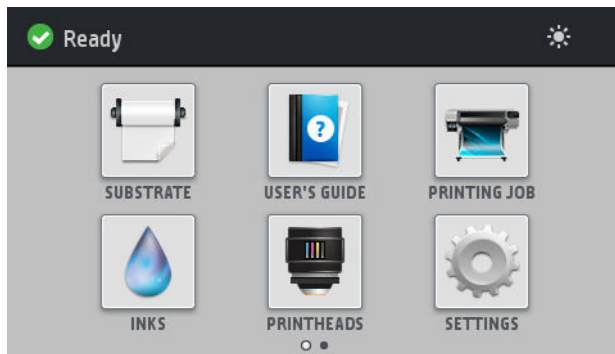 Ready
SUBSTRATE
USER'S GUIDE
PRINTING JOB
?
INKS
PRINTHEADS
SETTINGS